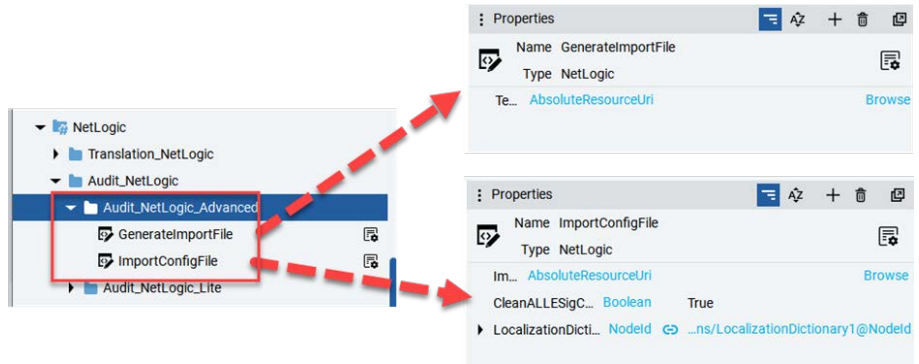 NetLogic
Translation_NetLogic
Audit_NetLogic
Audit_NetLogic_Advanced
GenerateImportFile
ImportConfigFile
Audit_NetLogic_Lite
Properties
Name GenerateImportFile
Type NetLogic
Te... AbsoluteResourceUri Browse
Properties
Name ImportConfigFile
Type NetLogic
Im... AbsoluteResourceUri Browse
CleanALLESigC... Boolean True
LocalizationDicti... NodeId ...ns/LocalizationDictionary1@NodeId